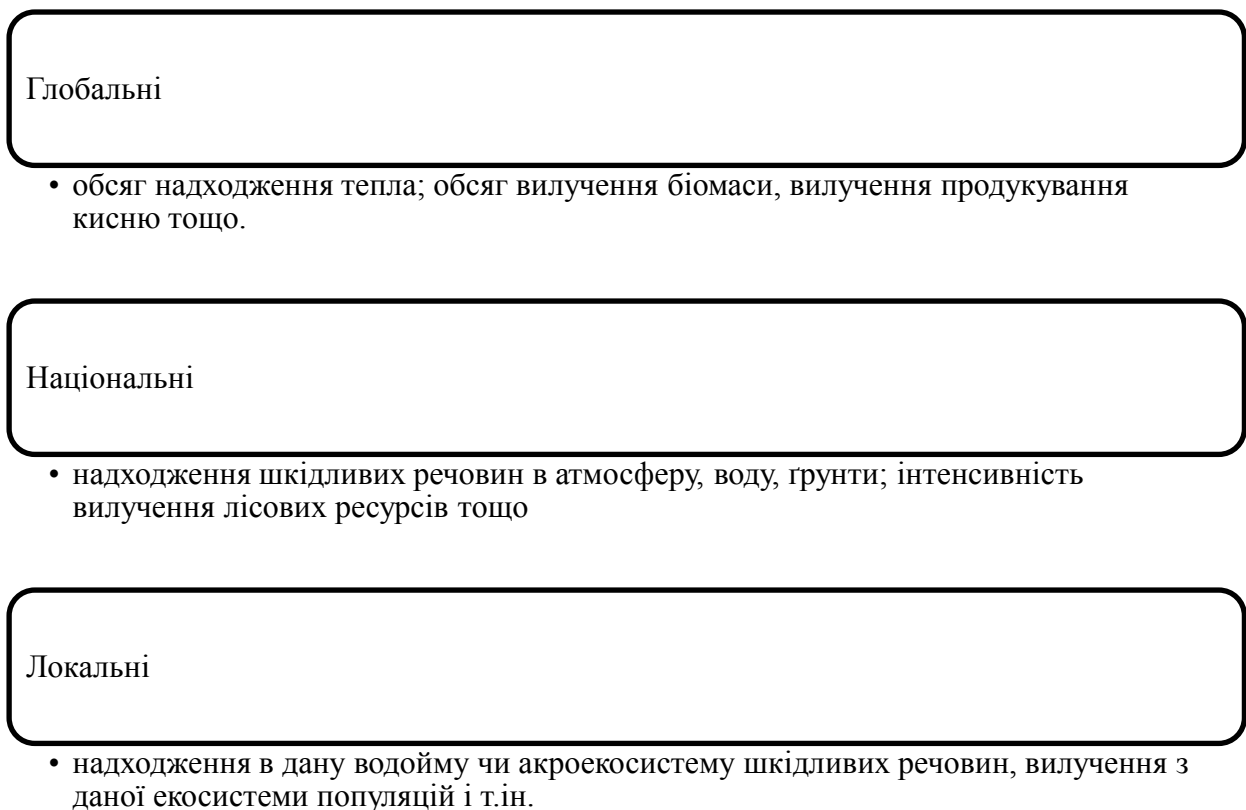 Глобальні
• обсяг надходження тепла; обсяг вилучення біомаси, вилучення продукування
кисню тощо.
Національні
• надходження шкідливих речовин в атмосферу, воду, ґрунти; інтенсивність
вилучення лісових ресурсів тощо
Локальні
• надходження в дану водойму чи акроекосистему шкідливих речовин, вилучення з
даної екосистеми популяцій і т.ін.